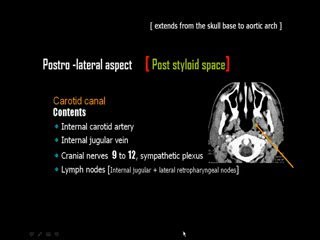 [ extends from the skull base to aortic arch ]
Postro -lateral aspect [ Post styloid space]
Carotid canal
Contents
Internal carotid artery
Internal jugular vein
Cranial nerves 9 to 12, sympathetic plexus
Lymph nodes [Internal jugular + lateral retropharyngeal nodes]